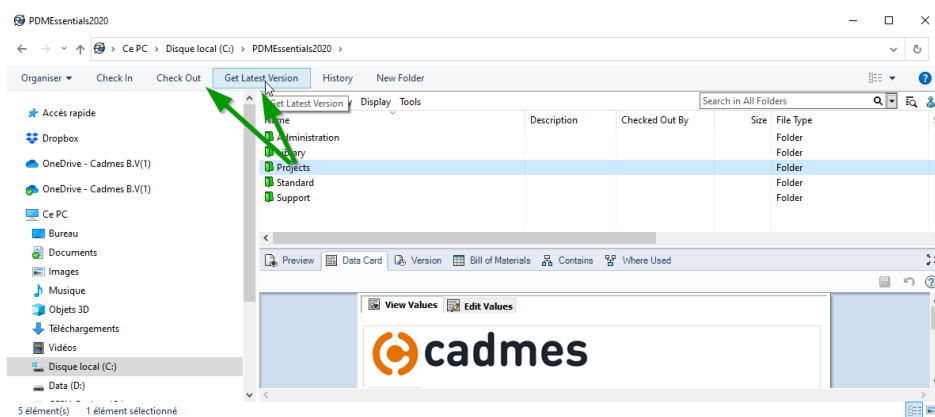 PDMEssentials2020
Ce PC > Disque local (C:) > PDMEssentials2020 >
Organiser Check In Check Out Get Latest Version History New Folder
Get Latest Version Display Tools Search in All Folders
Accès rapide
Dropbox
OneDrive - Cadmes B.V(1)
OneDrive - Cadmes B.V(1)
Ce PC
Bureau
Documents
Images
Musique
Objets 3D
Téléchargements
Vidéos
Disque local (C:)
Data (D:)
Name Description Checked Out By Size File Type
Administration Folder
Library Folder
Projects Folder
Standard Folder
Support Folder
Preview Data Card Version Bill of Materials Contains Where Used
View Values Edit Values
cadmes
5 élément(s) 1 élément sélectionné